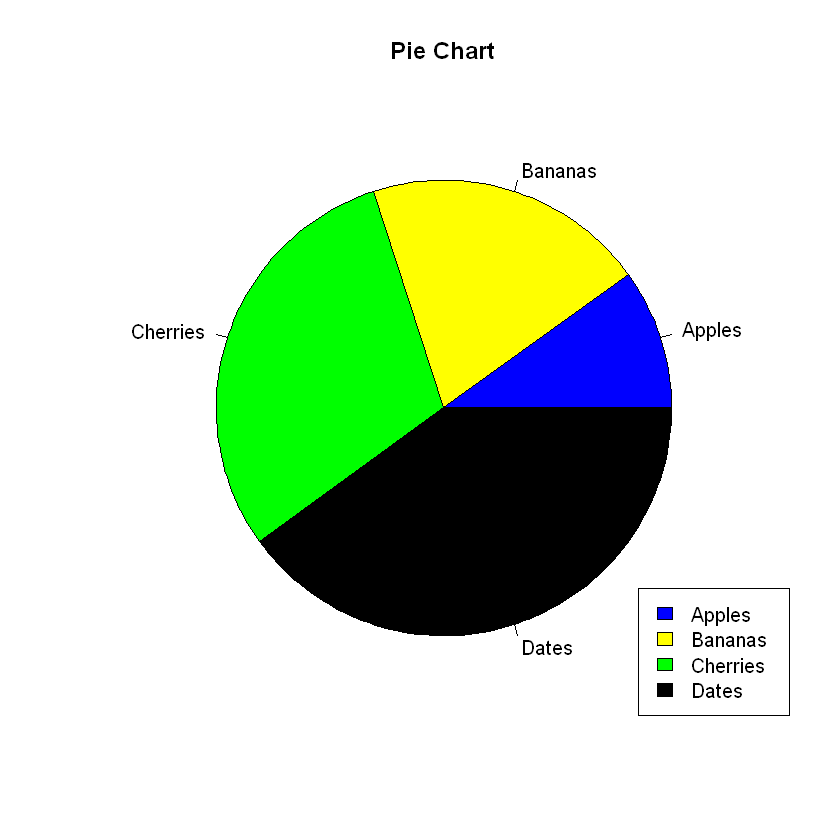 Pie Chart
Bananas
Cherries
Apples
Dates
Apples
Bananas
Cherries
Dates